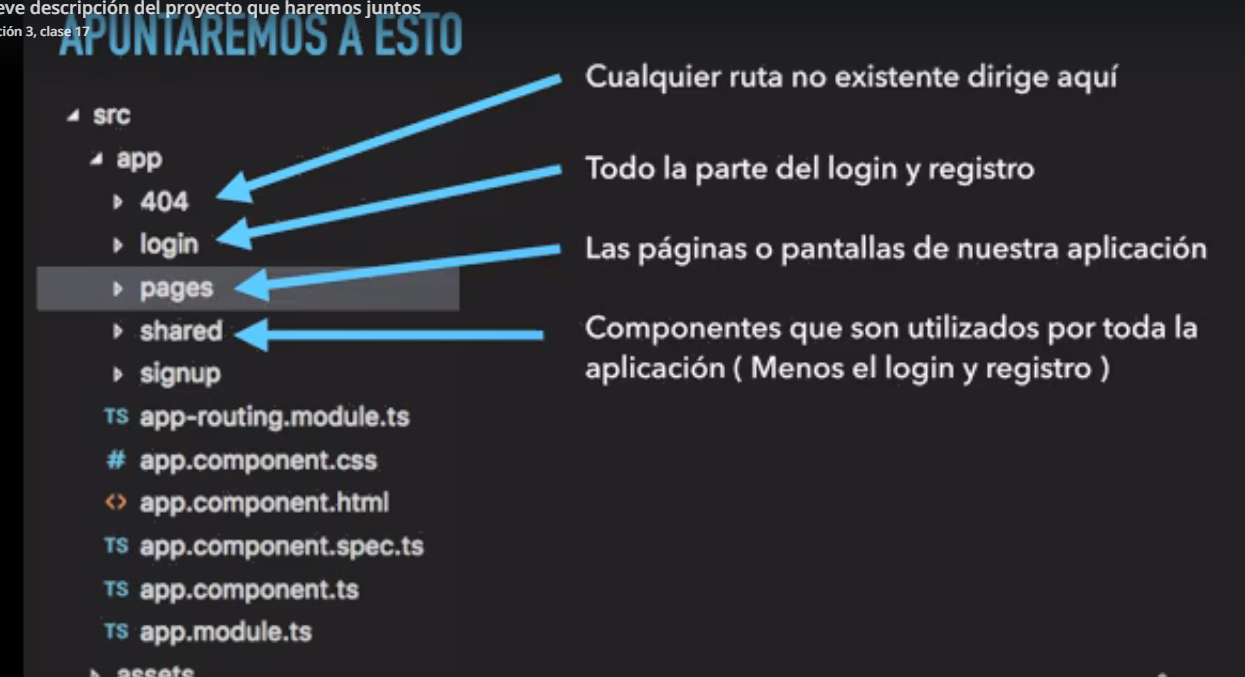 eve descripción del proyecto que haremos juntos
ción 3, clase 17
APUNTAREMOS A ESTO
Cualquier ruta no existente dirige aquí
src
app
404
Todo la parte del login y registro
login
Las páginas o pantallas de nuestra aplicación
pages
shared
Componentes que son utilizados por toda la
aplicación ( Menos el login y registro )
signup
TS app-routing.module.ts
# app.component.css
<> app.component.html
TS app.component.spec.ts
TS app.component.ts
TS app.module.ts
assets